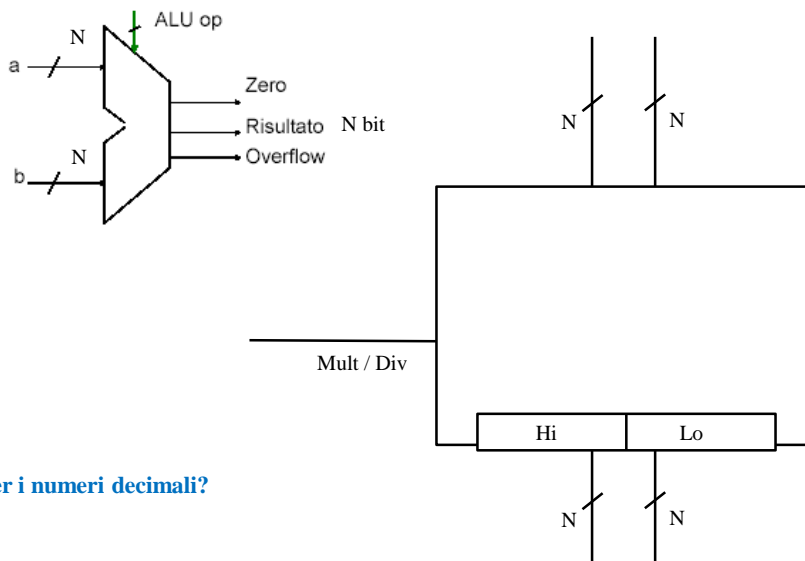 ALU op
N
a
Zero
Risultato N bit
Overflow
N
b
N N
Mult / Div
Hi Lo
er i numeri decimali?
N N